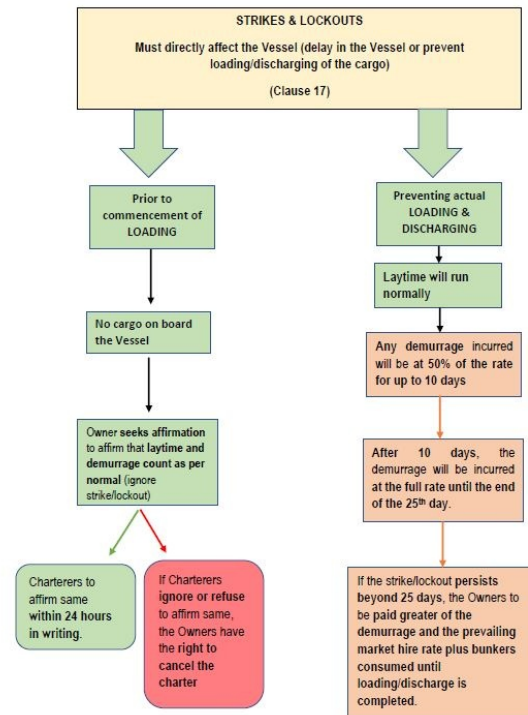 STRIKES & LOCKOUTS
Must directly affect the Vessel (delay in the Vessel or prevent
loading/discharging of the cargo)
(Clause 17)
Prior to
commencement of
LOADING
No cargo on board
the Vessel
Owner seeks affirmation
to affirm that laytime and
demurrage count as per
normal (ignore
strike/lockout)
Charterers to
affirm same
within 24 hours
in writing.
If Charterers
ignore or refuse
to affirm same,
the Owners have
the right to
cancel the
charter
Preventing actual
LOADING &
DISCHARGING
Laytime will run
normally
Any demurrage incurred
will be at 50% of the rate
for up to 10 days
After 10 days, the
demurrage will be incurred
at the full rate until the end
of the 25th day.
If the strike/lockout persists
beyond 25 days, the Owners to
be paid greater of the
demurrage and the prevailing
market hire rate plus bunkers
consumed until
loading/discharge is
completed.